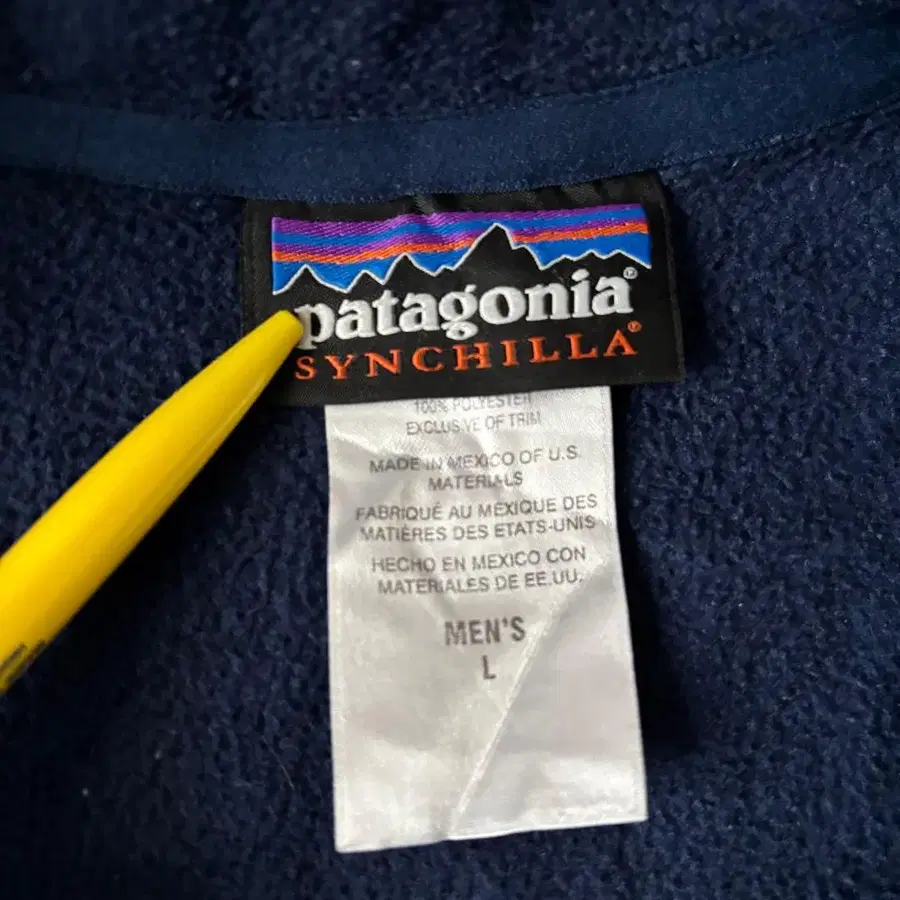 patagonia®
SYNCHILLA®
100% POLYESTER
EXCLUSIVE OF TRIM
MADE IN MEXICO OF U.S.
MATERIALS
FABRIQUÉ AU MEXIQUE DES
MATIÈRES DES ETATS-UNIS
HECHO EN MEXICO CON
MATERIALES DE EE.UU.
MEN'S
L